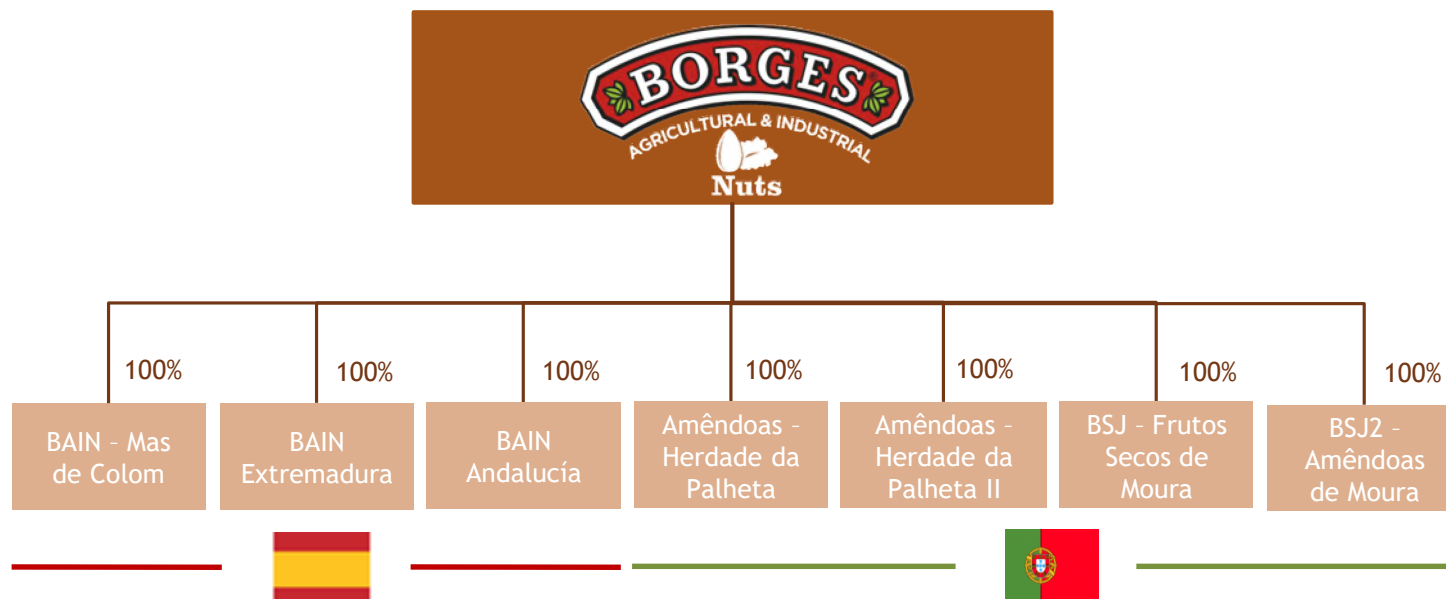 BORGES®
AGRICULTURAL & INDUSTRIAL
Nuts
100%
100%
100%
100%
100%
100%
100%
BAIN – Mas
de Colom
BAIN
Extremadura
BAIN
Andalucía
Amêndoas –
Herdade da
Palheta
Amêndoas –
Herdade da
Palheta II
BSJ – Frutos
Secos de
Moura
BSJ2 –
Amêndoas
de Moura